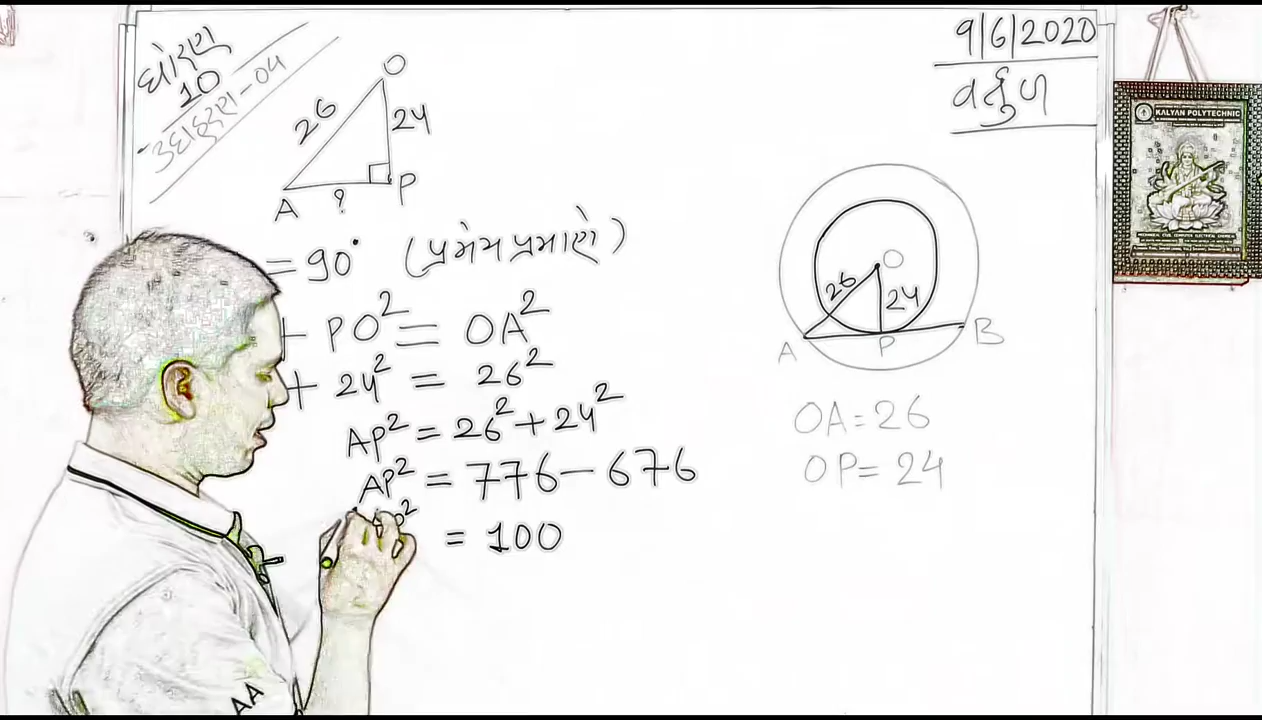 ધોરણ
10
ઉદાહરણ-04
O
26
24
A
?
P
= 90° (પ્રમેય પ્રમાણે)
+ PO² = OA²
+ 24² = 26²
AP² = 26² + 24²
AP² = 776 - 676
= 100
9/6/2020
વર્તુળ
O
26
24
A
P
B
OA = 26
OP = 24
KALYAN POLYTECHNIC
AA